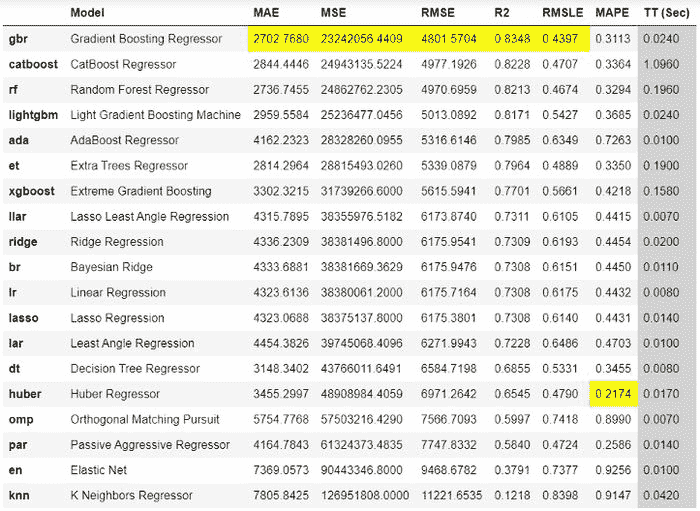 Model MAE MSE RMSE R2 RMSLE MAPE TT (Sec)
gbr Gradient Boosting Regressor 2702.7680 23242056.4409 4801.5704 0.8348 0.4397 0.3113 0.0240
catboost CatBoost Regressor 2844.4446 24943135.5224 4977.1926 0.8228 0.4707 0.3364 1.0960
rf Random Forest Regressor 2736.7455 24862762.2305 4970.6959 0.8213 0.4674 0.3294 0.1960
lightgbm Light Gradient Boosting Machine 2959.5584 25236477.0456 5013.0892 0.8171 0.5427 0.3685 0.0240
ada AdaBoost Regressor 4162.2323 28328260.0955 5316.6146 0.7985 0.6349 0.7263 0.0100
et Extra Trees Regressor 2814.2964 28815493.0260 5339.0879 0.7964 0.4889 0.3350 0.1900
xgboost Extreme Gradient Boosting 3302.3215 31739266.6000 5615.5941 0.7701 0.5661 0.4218 0.1580
llar Lasso Least Angle Regression 4315.7895 38355976.5182 6173.8740 0.7311 0.6105 0.4415 0.0070
ridge Ridge Regression 4336.2309 38381496.8000 6175.9541 0.7309 0.6193 0.4454 0.0200
br Bayesian Ridge 4333.6881 38381669.3629 6175.9476 0.7308 0.6151 0.4450 0.0110
lr Linear Regression 4323.6136 38380061.2000 6175.7164 0.7308 0.6175 0.4432 0.0080
lasso Lasso Regression 4323.0688 38375137.8000 6175.3801 0.7308 0.6140 0.4431 0.0140
lar Least Angle Regression 4454.3826 39745068.4096 6271.9943 0.7228 0.6486 0.4703 0.0100
dt Decision Tree Regressor 3148.3402 43766011.6491 6584.7198 0.6855 0.5331 0.3455 0.0080
huber Huber Regressor 3455.2997 48908984.4059 6971.2642 0.6545 0.4790 0.2174 0.0170
omp Orthogonal Matching Pursuit 5754.7768 57503216.4290 7566.7093 0.5997 0.7418 0.8990 0.0070
par Passive Aggressive Regressor 4164.7843 61324373.4835 7747.8332 0.5840 0.4724 0.2586 0.0140
en Elastic Net 7369.0573 90443346.8000 9468.6782 0.3791 0.7377 0.9256 0.0100
knn K Neighbors Regressor 7805.8425 126951808.0000 11221.6535 0.1218 0.8398 0.9147 0.0420